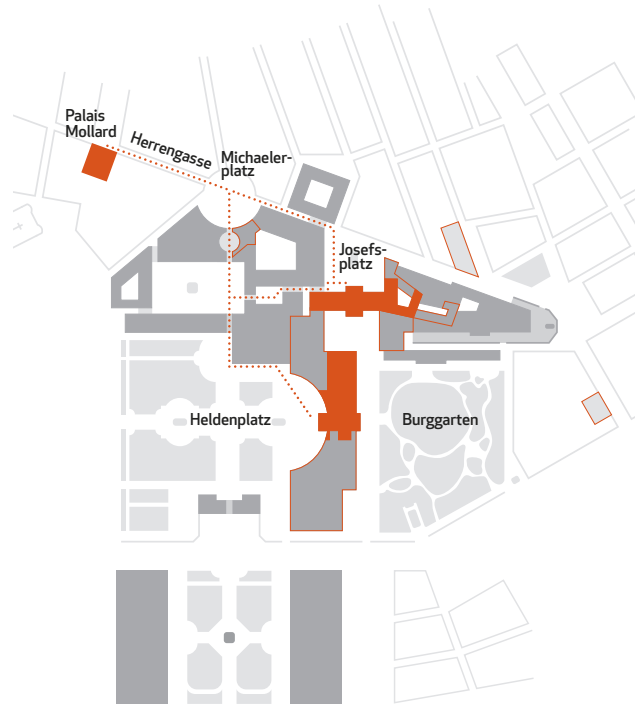 Palais
Mollard
Herrengasse
Michaeler-
platz
Josefs-
platz
Heldenplatz
Burggarten